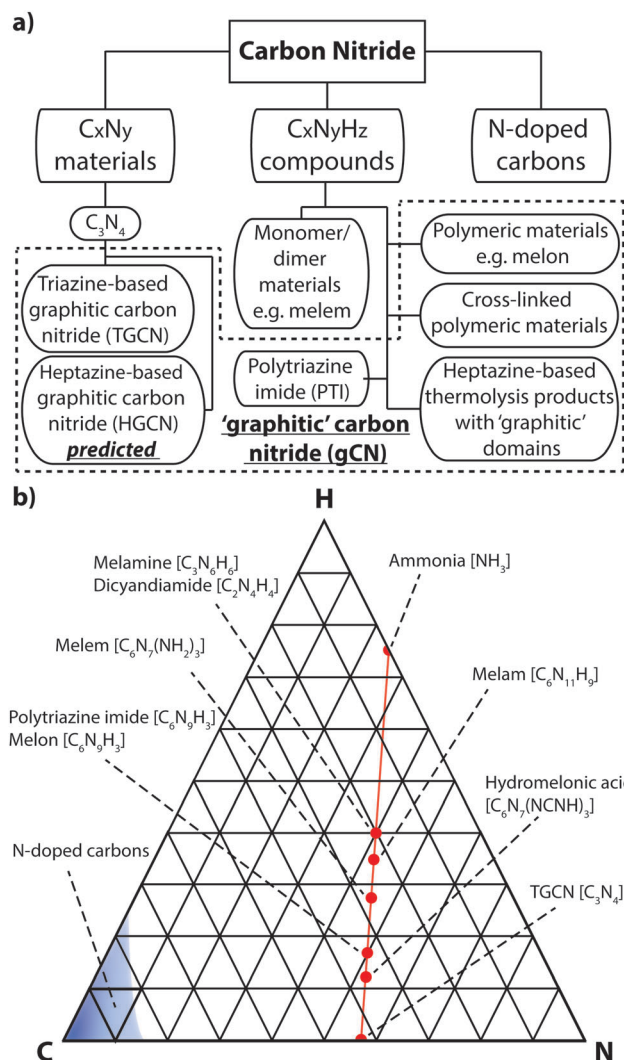 a)
Carbon Nitride
CxNy
materials
CxNyHz
compounds
N-doped
carbons
C₃N₄
Triazine-based
graphitic carbon
nitride (TGCN)
Heptazine-based
graphitic carbon
nitride (HGCN)
predicted
Monomer/
dimer
materials
e.g. melem
Polytriazine
imide (PTI)
'graphitic' carbon
nitride (gCN)
Polymeric materials
e.g. melon
Cross-linked
polymeric materials
Heptazine-based
thermolysis products
with 'graphitic'
domains
b)
H
Melamine [C₃N₆H₆]
Dicyandiamide [C₂N₄H₄]
Ammonia [NH₃]
Melem [C₆N₇(NH₂)₃]
Melam [C₆N₁₁H₉]
Polytriazine imide [C₆N₉H₃]
Melon [C₆N₉H₃]
Hydromelonic acid
[C₆N₇(NCNH)₃]
N-doped carbons
TGCN [C₃N₄]
C
N